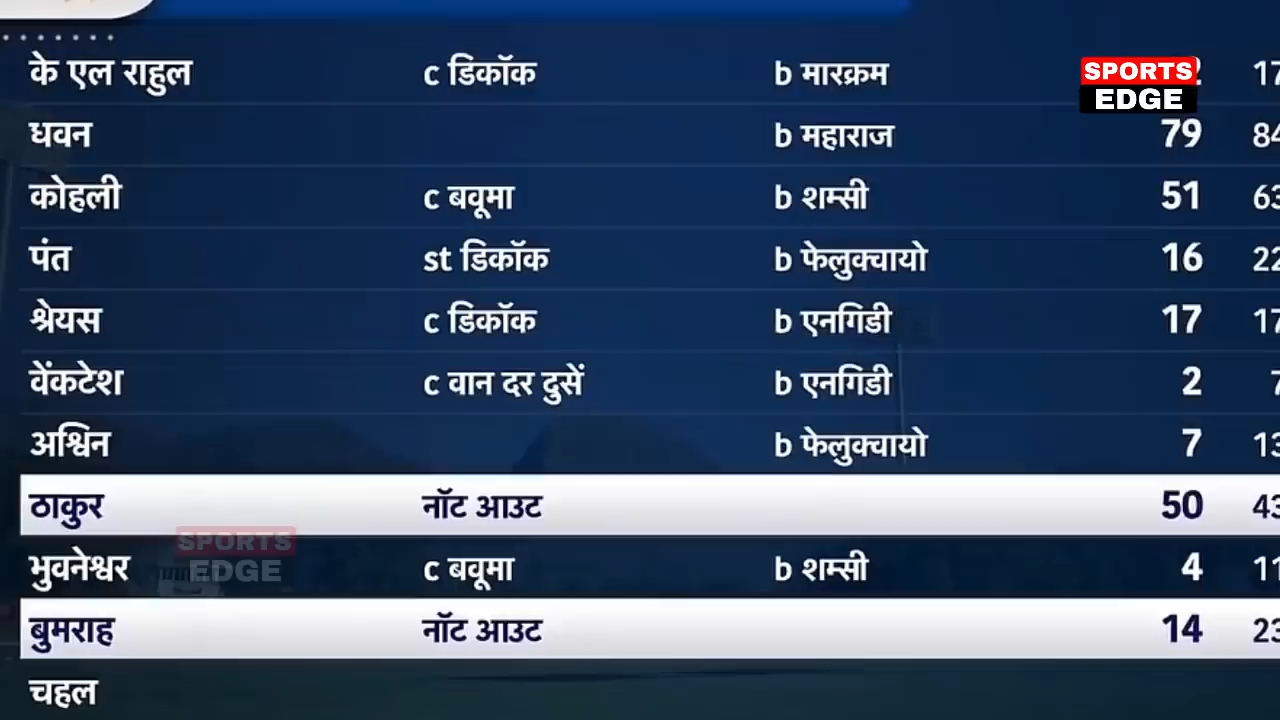 के एल राहुल c डिकॉक b मारक्रम 17
SPORTS
EDGE
धवन b महाराज 79 84
कोहली c बवूमा b शम्सी 51 63
पंत st डिकॉक b फेलुक्वायो 16 22
श्रेयस c डिकॉक b एनगिडी 17 17
वेंकटेश c वान दर दुसें b एनगिडी 2 7
अश्विन b फेलुक्वायो 7 13
ठाकुर नॉट आउट 50 43
SPORTS
EDGE
भुवनेश्वर c बवूमा b शम्सी 4 11
बुमराह नॉट आउट 14 23
चहल